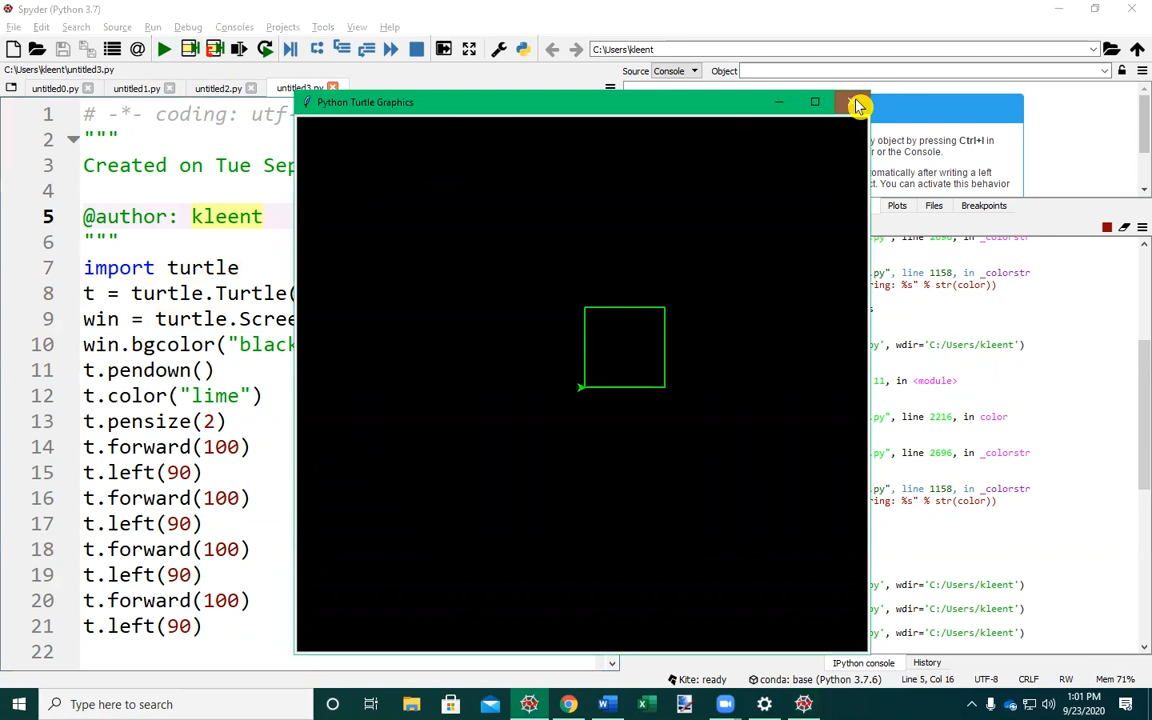 Spyder (Python 3.7)
File Edit Search Source Run Debug Consoles Projects Tools View Help
C:\Users\kleent
C:\Users\kleent\untitled3.py
Source Console Object
untitled0.py untitled1.py untitled2.py untitled3.py
Python Turtle Graphics
1 # -*- coding: utf-
2 """
3 Created on Tue Sep
4
5 @author: kleent
6 """
7 import turtle
8 t = turtle.Turtle(
9 win = turtle.Scree
10 win.bgcolor("black
11 t.pendown()
12 t.color("lime")
13 t.pensize(2)
14 t.forward(100)
15 t.left(90)
16 t.forward(100)
17 t.left(90)
18 t.forward(100)
19 t.left(90)
20 t.forward(100)
21 t.left(90)
22
y object by pressing Ctrl+I in
r or the Console.
omatically after writing a left
ct. You can activate this behavior
Plots Files Breakpoints
.py", line 2696, in _colorstr
.py", line 1158, in _colorstr
ring: %s" % str(color))
s
py', wdir='C:/Users/kleent')
11, in <module>
.py", line 2216, in color
.py", line 2696, in _colorstr
.py", line 1158, in _colorstr
ring: %s" % str(color))
py', wdir='C:/Users/kleent')
py', wdir='C:/Users/kleent')
py', wdir='C:/Users/kleent')
IPython console History
Kite: ready conda: base (Python 3.7.6) Line 5, Col 16 UTF-8 CRLF RW Mem 71%
Type here to search
1:01 PM
9/23/2020